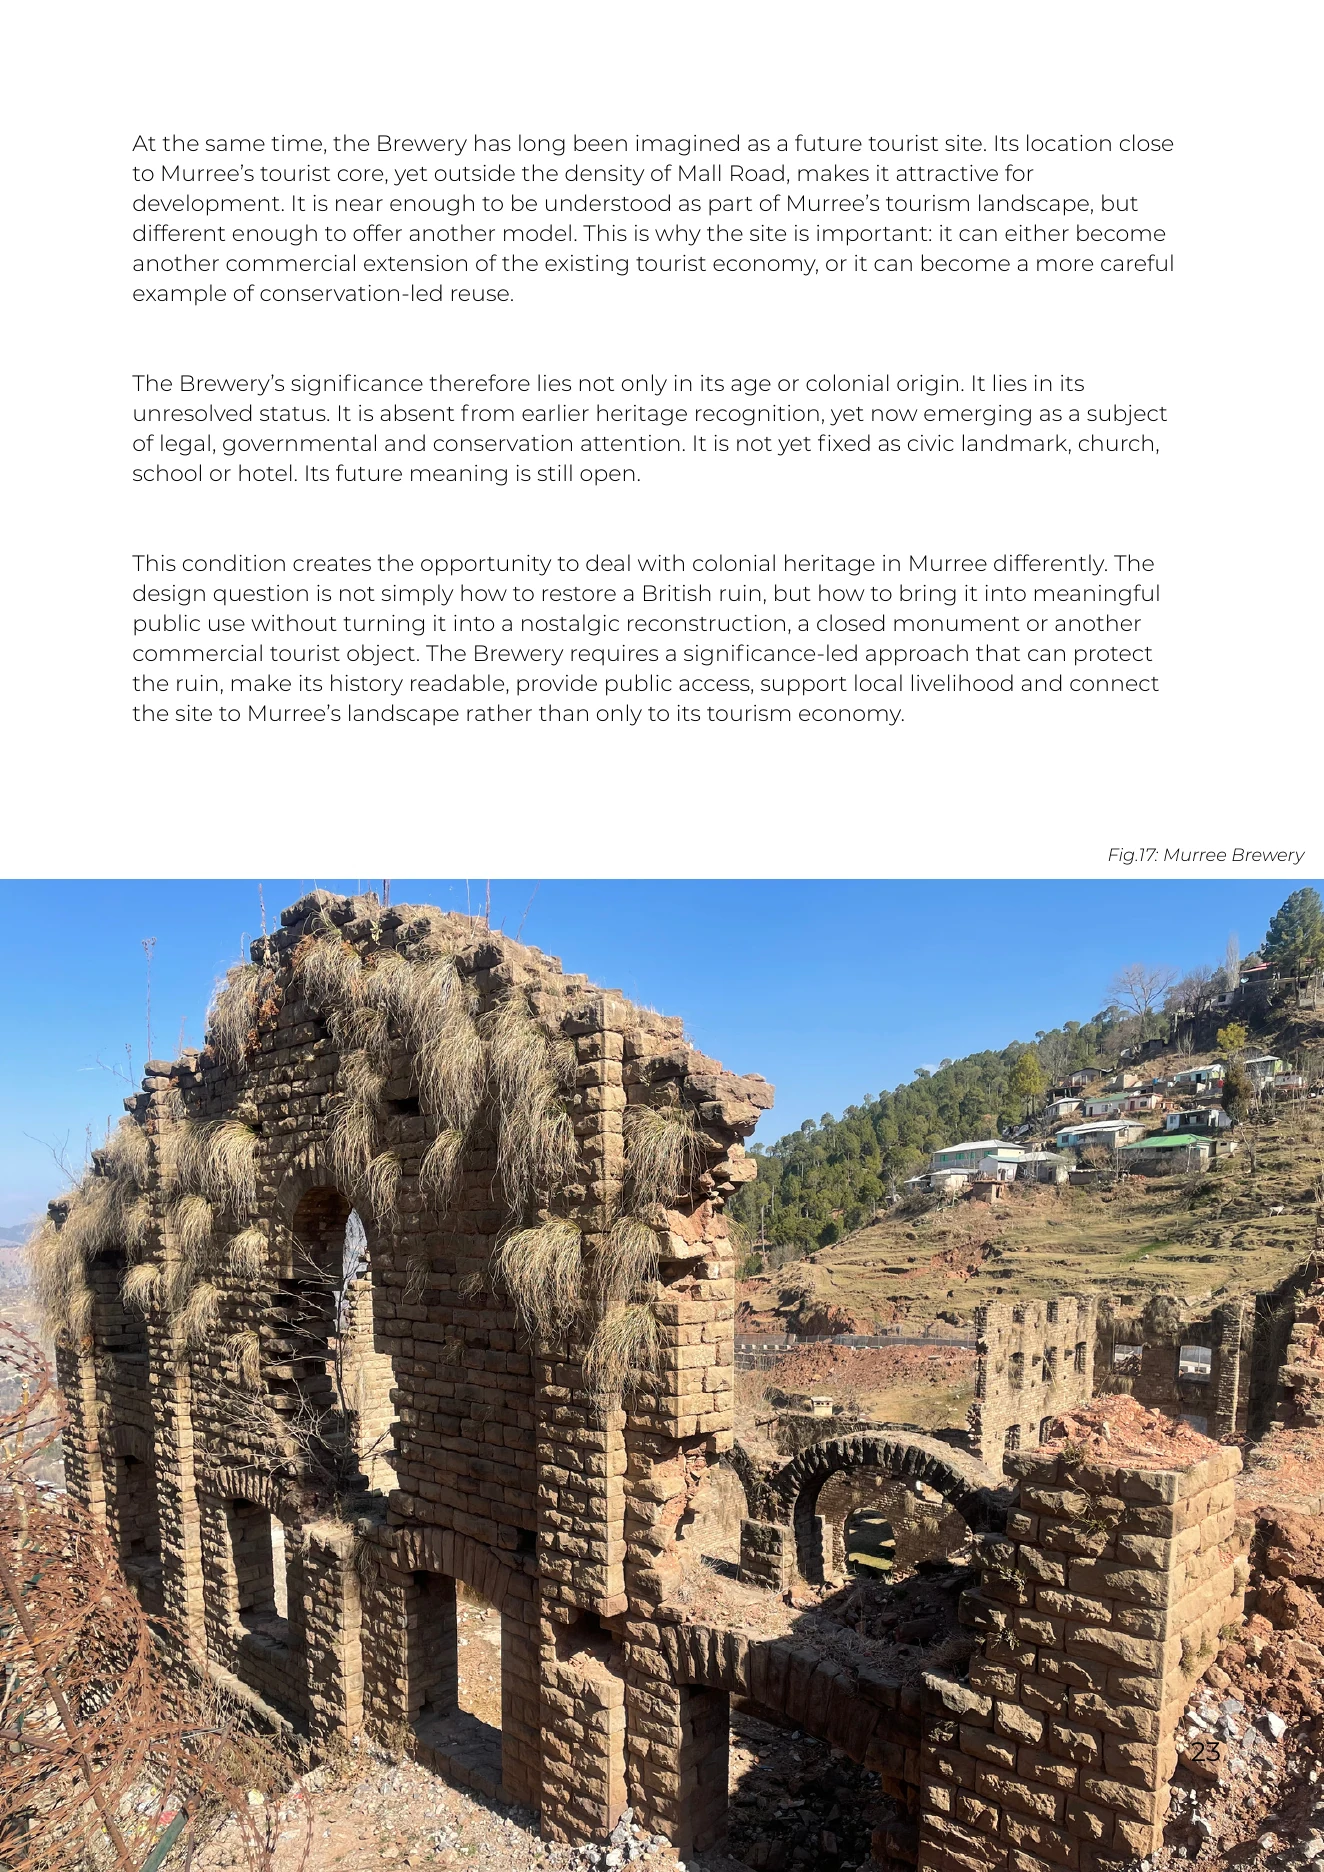 At the same time, the Brewery has long been imagined as a future tourist site. Its location close
to Murree’s tourist core, yet outside the density of Mall Road, makes it attractive for
development. It is near enough to be understood as part of Murree’s tourism landscape, but
different enough to offer another model. This is why the site is important: it can either become
another commercial extension of the existing tourist economy, or it can become a more careful
example of conservation-led reuse.
The Brewery’s significance therefore lies not only in its age or colonial origin. It lies in its
unresolved status. It is absent from earlier heritage recognition, yet now emerging as a subject
of legal, governmental and conservation attention. It is not yet fixed as civic landmark, church,
school or hotel. Its future meaning is still open.
This condition creates the opportunity to deal with colonial heritage in Murree differently. The
design question is not simply how to restore a British ruin, but how to bring it into meaningful
public use without turning it into a nostalgic reconstruction, a closed monument or another
commercial tourist object. The Brewery requires a significance-led approach that can protect
the ruin, make its history readable, provide public access, support local livelihood and connect
the site to Murree’s landscape rather than only to its tourism economy.
Fig.17: Murree Brewery
23